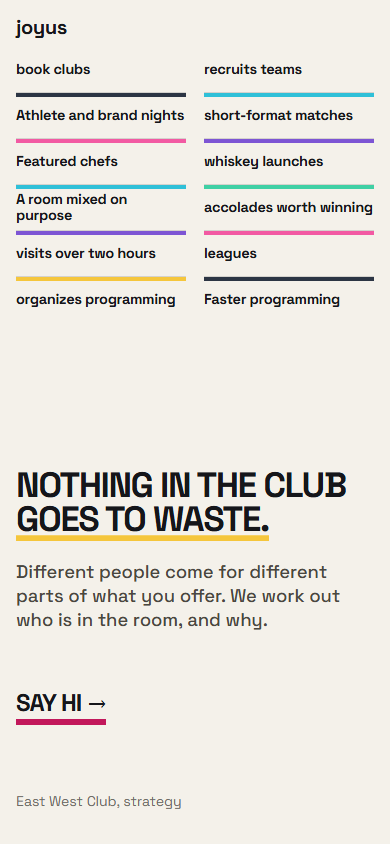 joyus
book clubs
recruits teams
Athlete and brand nights
short-format matches
Featured chefs
whiskey launches
A room mixed on
purpose
accolades worth winning
visits over two hours
leagues
organizes programming
Faster programming
NOTHING IN THE CLUB
GOES TO WASTE.
Different people come for different
parts of what you offer. We work out
who is in the room, and why.
SAY HI →
East West Club, strategy